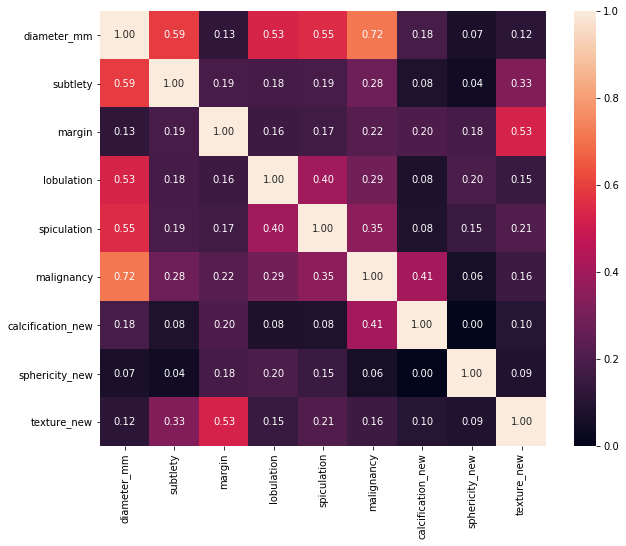 diameter_mm 1.00 0.59 0.13 0.53 0.55 0.72 0.18 0.07 0.12
subtlety 0.59 1.00 0.19 0.18 0.19 0.28 0.08 0.04 0.33
margin 0.13 0.19 1.00 0.16 0.17 0.22 0.20 0.18 0.53
lobulation 0.53 0.18 0.16 1.00 0.40 0.29 0.08 0.20 0.15
spiculation 0.55 0.19 0.17 0.40 1.00 0.35 0.08 0.15 0.21
malignancy 0.72 0.28 0.22 0.29 0.35 1.00 0.41 0.06 0.16
calcification_new 0.18 0.08 0.20 0.08 0.08 0.41 1.00 0.00 0.10
sphericity_new 0.07 0.04 0.18 0.20 0.15 0.06 0.00 1.00 0.09
texture_new 0.12 0.33 0.53 0.15 0.21 0.16 0.10 0.09 1.00
diameter_mm
subtlety
margin
lobulation
spiculation
malignancy
calcification_new
sphericity_new
texture_new
1.0
0.8
0.6
0.4
0.2
0.0